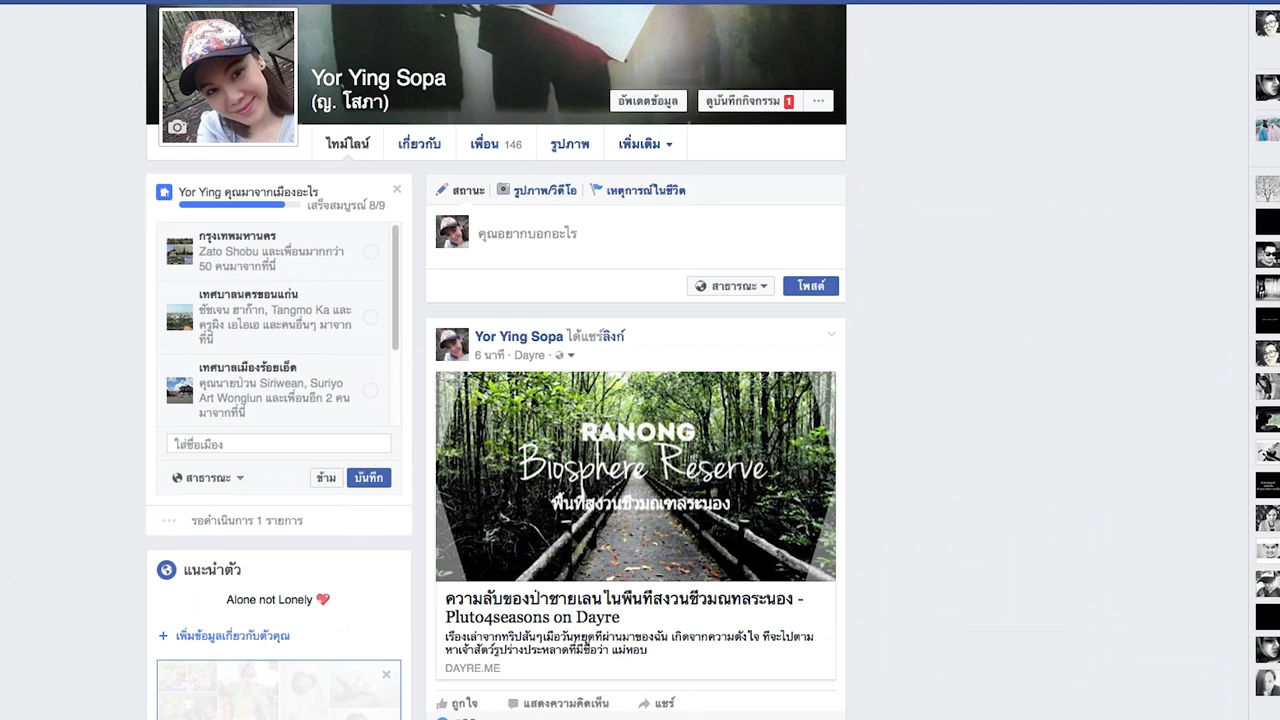 Yor Ying Sopa
(ญ. โสภา)
อัพเดตข้อมูล
ดูบันทึกกิจกรรม 1
ไทม์ไลน์
เกี่ยวกับ
เพื่อน 146
รูปภาพ
เพิ่มเติม
Yor Ying คุณมาจากเมืองอะไร
เสร็จสมบูรณ์ 8/9
กรุงเทพมหานคร
Zato Shobu และเพื่อนมากกว่า
50 คนมาจากที่นี่
เทศบาลนครขอนแก่น
ชัชเจน ฮาก๊าก, Tangmo Ka และ
ครูผิง เอไอเอ และคนอื่นๆ มาจาก
ที่นี่
เทศบาลเมืองร้อยเอ็ด
คุณนายป่วน Siriwean, Suriyo
Art Wonglun และเพื่อนอีก 2 คน
มาจากที่นี่
ใส่ชื่อเมือง
สาธารณะ
ข้าม
บันทึก
รอดำเนินการ 1 รายการ
แนะนำตัว
Alone not Lonely
+ เพิ่มข้อมูลเกี่ยวกับตัวคุณ
สถานะ
รูปภาพ/วิดีโอ
เหตุการณ์ในชีวิต
คุณอยากบอกอะไร
สาธารณะ
โพสต์
Yor Ying Sopa ได้แชร์ลิงก์
6 นาที · Dayre ·
RANONG
Biosphere Reserve
พื้นที่สงวนชีวมณฑลระนอง
ความลับของป่าชายเลน ในพื้นที่สงวนชีวมณฑลระนอง -
Pluto4seasons on Dayre
เรื่องเล่าจากทริปสั้นๆเมื่อวันหยุดที่ผ่านมาของฉัน เกิดจากความตั้งใจ ที่จะไปตาม
หาเจ้าสัตว์รูปร่างประหลาดที่มีชื่อว่า แม่หอบ
DAYRE.ME
ถูกใจ
แสดงความคิดเห็น
แชร์